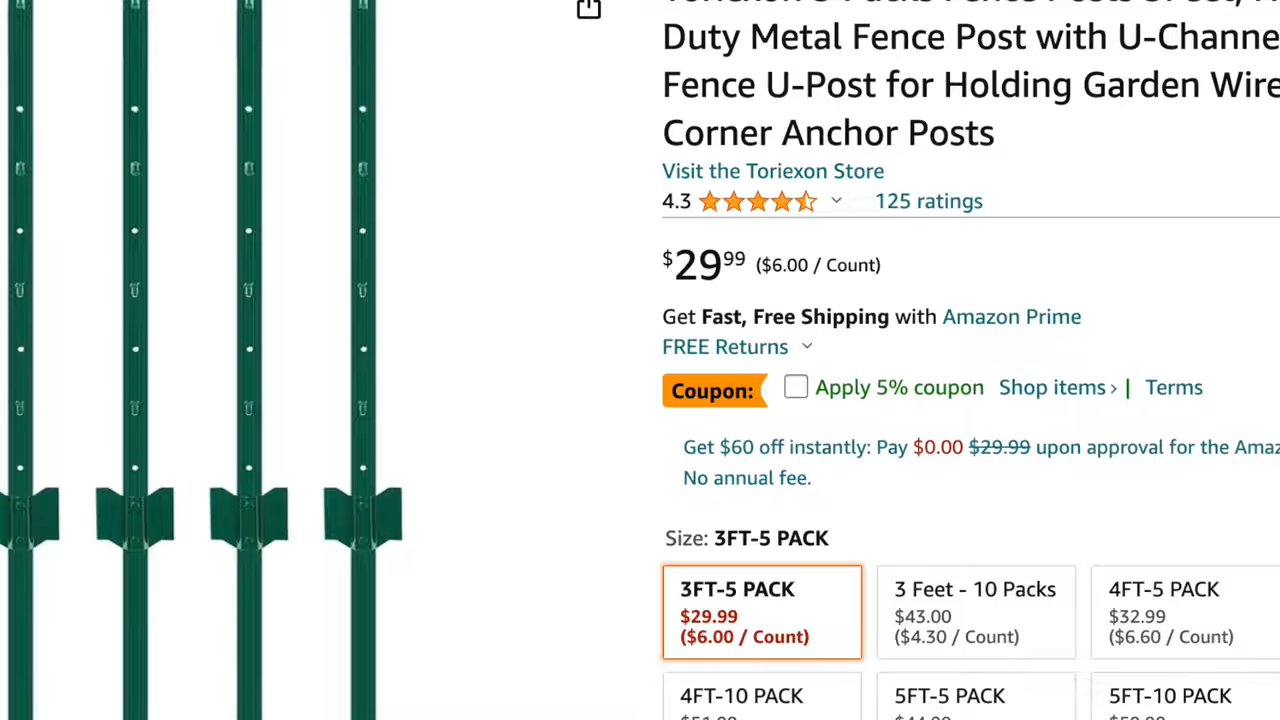 Duty Metal Fence Post with U-Channe
Fence U-Post for Holding Garden Wire
Corner Anchor Posts
Visit the Toriexon Store
4.3 125 ratings
$29 99 ($6.00 / Count)
Get Fast, Free Shipping with Amazon Prime
FREE Returns
Coupon: Apply 5% coupon Shop items › | Terms
Get $60 off instantly: Pay $0.00 $29.99 upon approval for the Amaz
No annual fee.
Size: 3FT-5 PACK
3FT-5 PACK
$29.99
($6.00 / Count)
3 Feet - 10 Packs
$43.00
($4.30 / Count)
4FT-5 PACK
$32.99
($6.60 / Count)
4FT-10 PACK
5FT-5 PACK
5FT-10 PACK